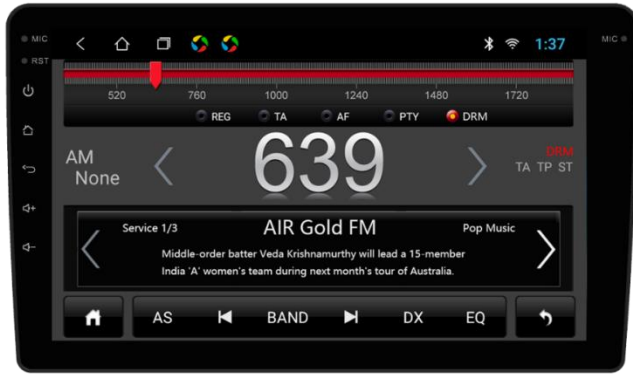 MIC
RST
1:37
MIC
520 760 1000 1240 1480 1720
REG TA AF PTY DRM
AM
None
639
DRM
TA TP ST
Service 1/3
AIR Gold FM
Pop Music
Middle-order batter Veda Krishnamurthy will lead a 15-member
India 'A' women's team during next month's tour of Australia.
AS BAND DX EQ